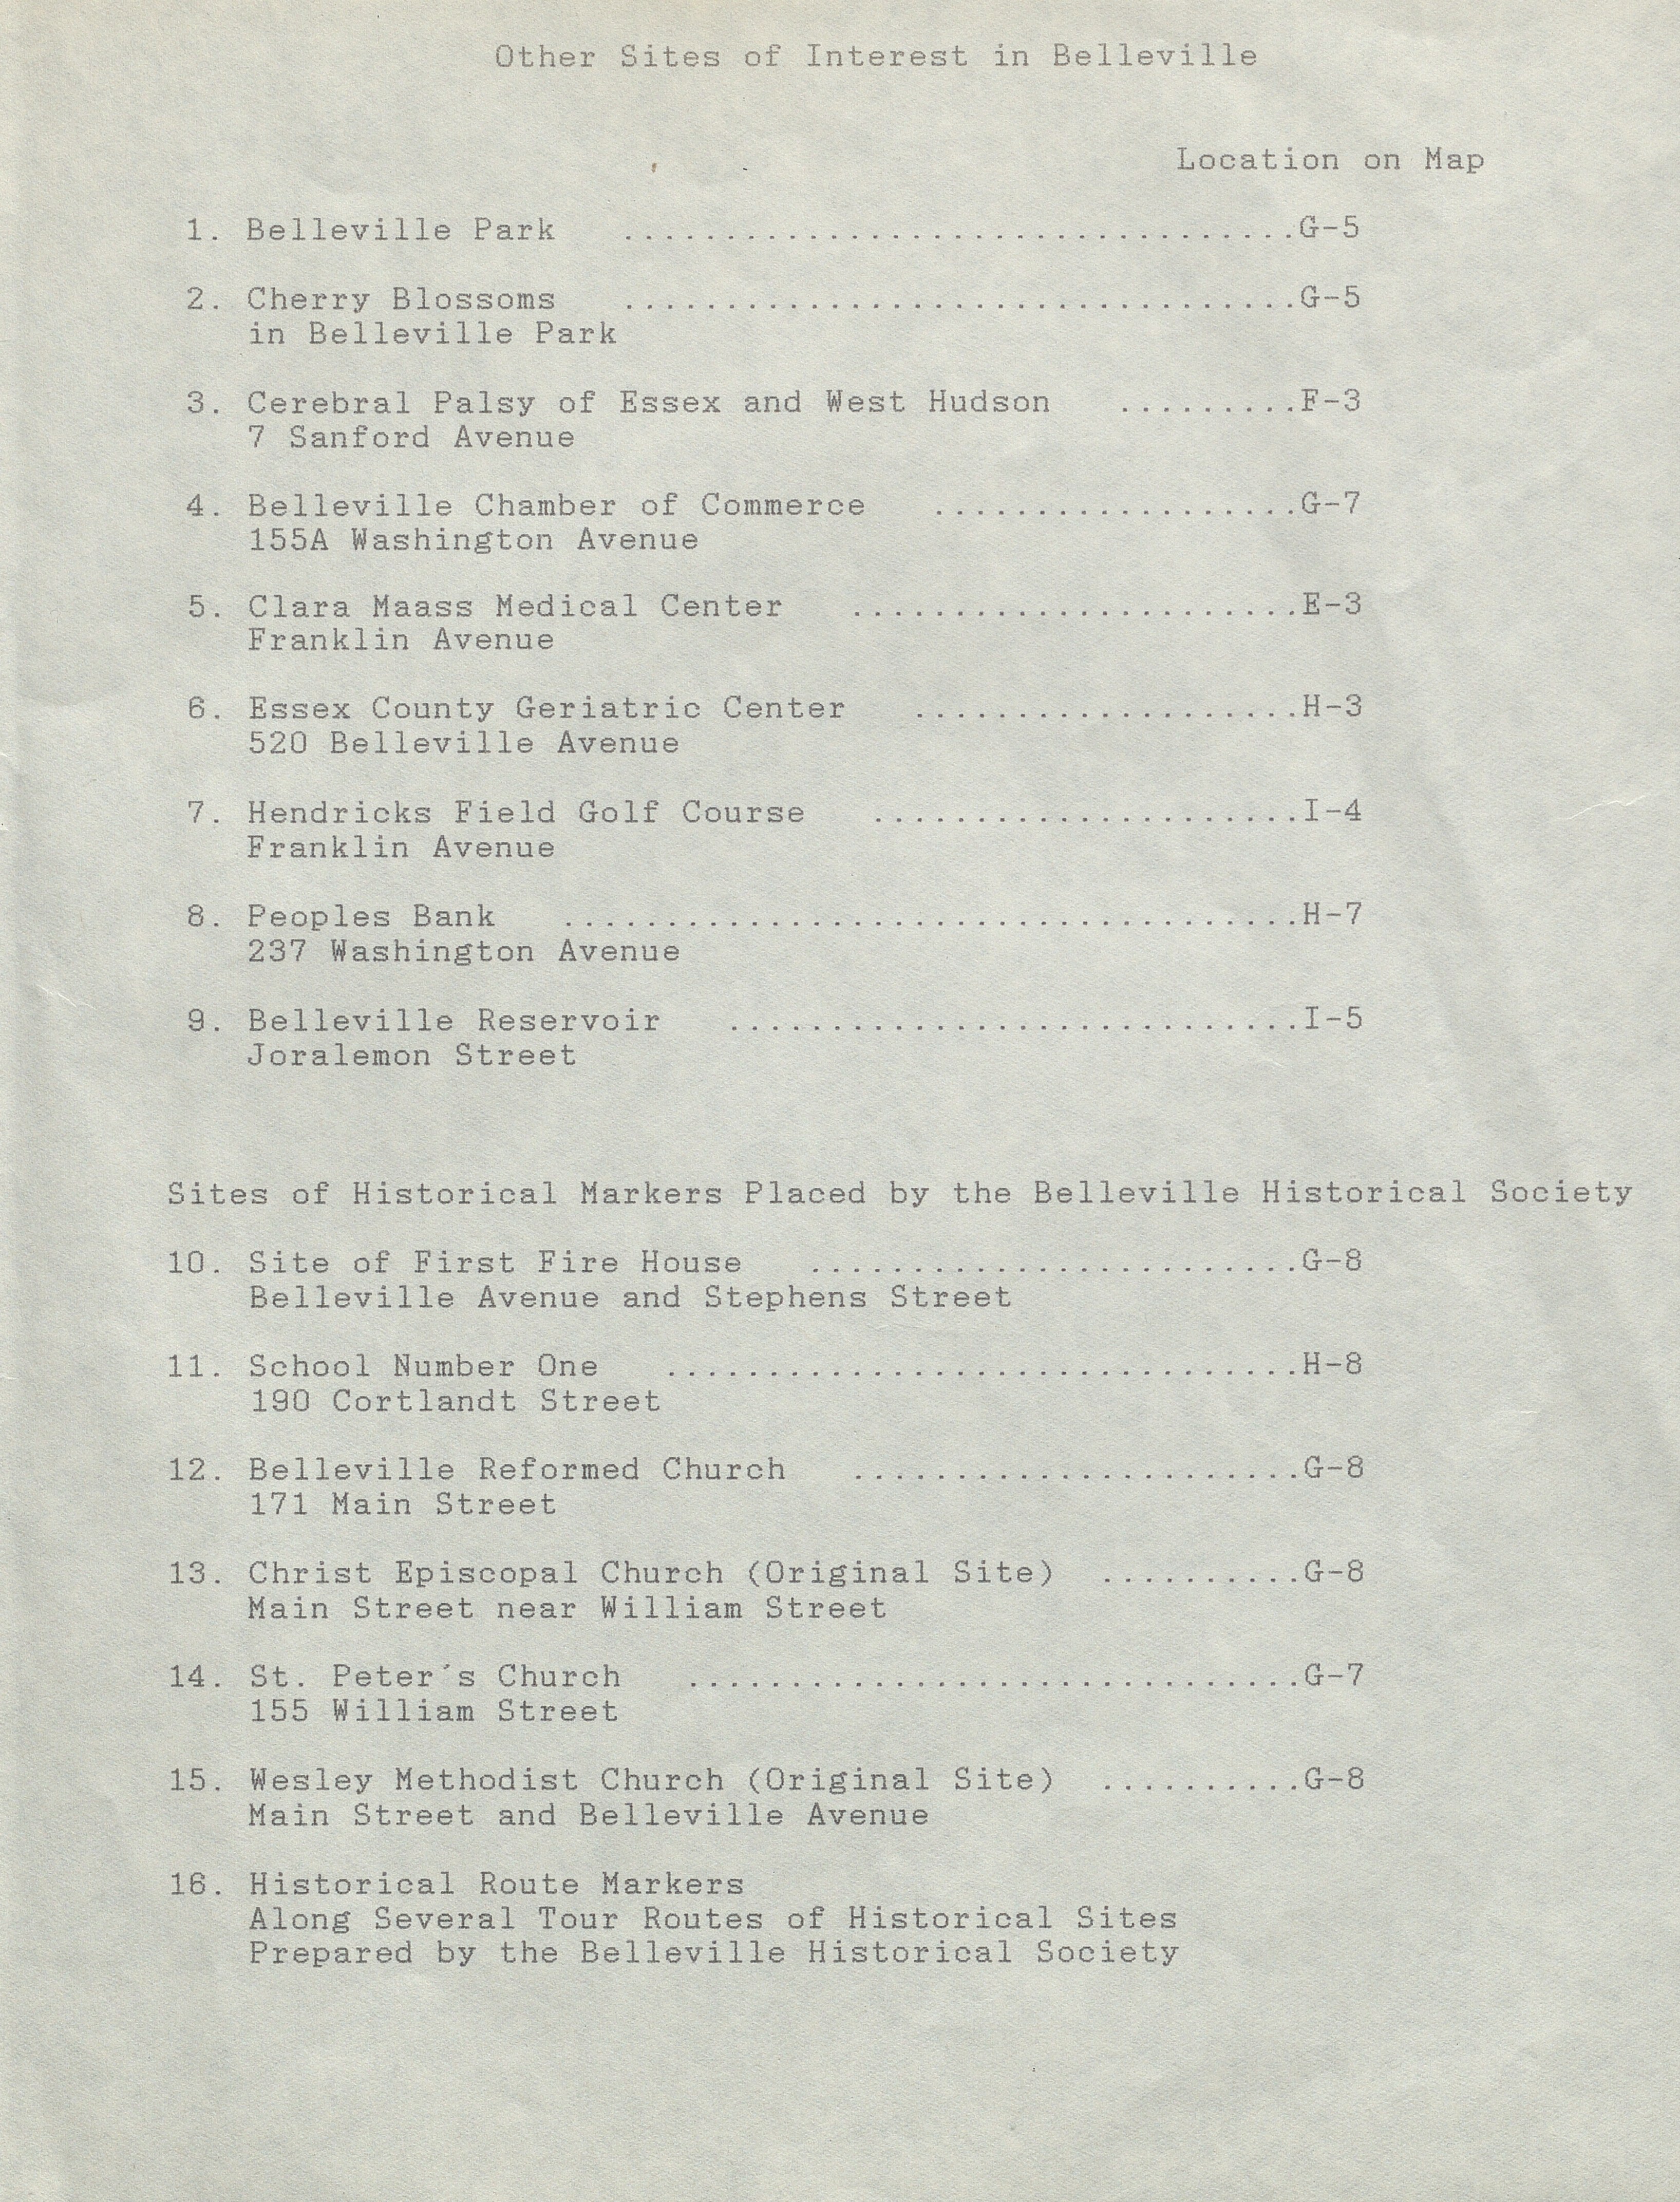 Other Sites of Interest in Belleville
Location on Map
1. Belleville Park .................................G-5
2. Cherry Blossoms .................................G-5
in Belleville Park
3. Cerebral Palsy of Essex and West Hudson .........F-3
7 Sanford Avenue
4. Belleville Chamber of Commerce ..................G-7
155A Washington Avenue
5. Clara Maass Medical Center ......................E-3
Franklin Avenue
6. Essex County Geriatric Center ...................H-3
520 Belleville Avenue
7. Hendricks Field Golf Course .....................I-4
Franklin Avenue
8. Peoples Bank ....................................H-7
237 Washington Avenue
9. Belleville Reservoir ............................I-5
Joralemon Street
Sites of Historical Markers Placed by the Belleville Historical Society
10. Site of First Fire House ........................G-8
Belleville Avenue and Stephens Street
11. School Number One ...............................H-8
190 Cortlandt Street
12. Belleville Reformed Church ......................G-8
171 Main Street
13. Christ Episcopal Church (Original Site) ..........G-8
Main Street near William Street
14. St. Peter´s Church ..............................G-7
155 William Street
15. Wesley Methodist Church (Original Site) ..........G-8
Main Street and Belleville Avenue
16. Historical Route Markers
Along Several Tour Routes of Historical Sites
Prepared by the Belleville Historical Society